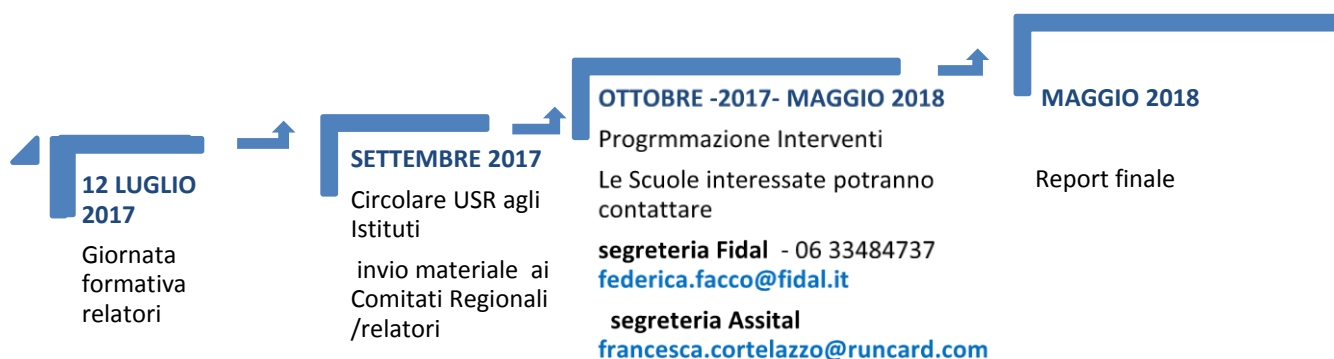 12 LUGLIO
2017
Giornata
formativa
relatori
SETTEMBRE 2017
Circolare USR agli
Istituti
invio materiale ai
Comitati Regionali
/relatori
OTTOBRE -2017- MAGGIO 2018
Progrmmazione Interventi
Le Scuole interessate potranno
contattare
segreteria Fidal - 06 33484737
federica.facco@fidal.it
segreteria Assital
francesca.cortelazzo@runcard.com
MAGGIO 2018
Report finale